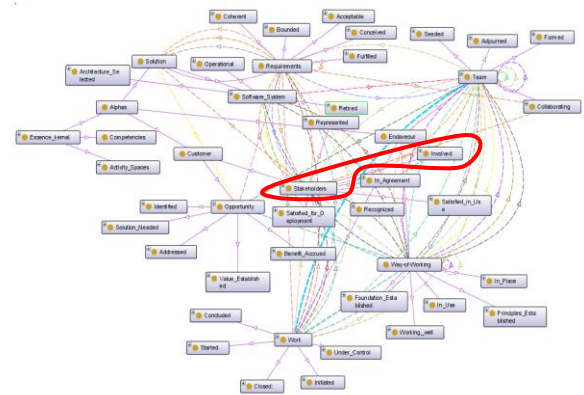 Coherent
Acceptable
Seeded
Bounded
Conceived
Adjourned
Formed
Solution
Operational
Requirements
Fulfilled
Architecture_Se
lected
Team
Software_System
Retired
Collaborating
Alphas
Represented
Essence_kernel
Competencies
Endavour
Customer
Involved
Activity_Spaces
Stakeholders
In_Agreement
Identified
Opportunity
Satisfied_for_D
eployment
Recognized
Satisfied_in_Us
e
Solution_Needed
Addressed
Benefit_Accrued
Way-of-Working
Value_Establish
ed
In_Place
Foundation_Esta
blished
In_Use
Principles_Esta
blished
Concluded
Working_well
Started
Work
Under_Control
Closed:
Initiated